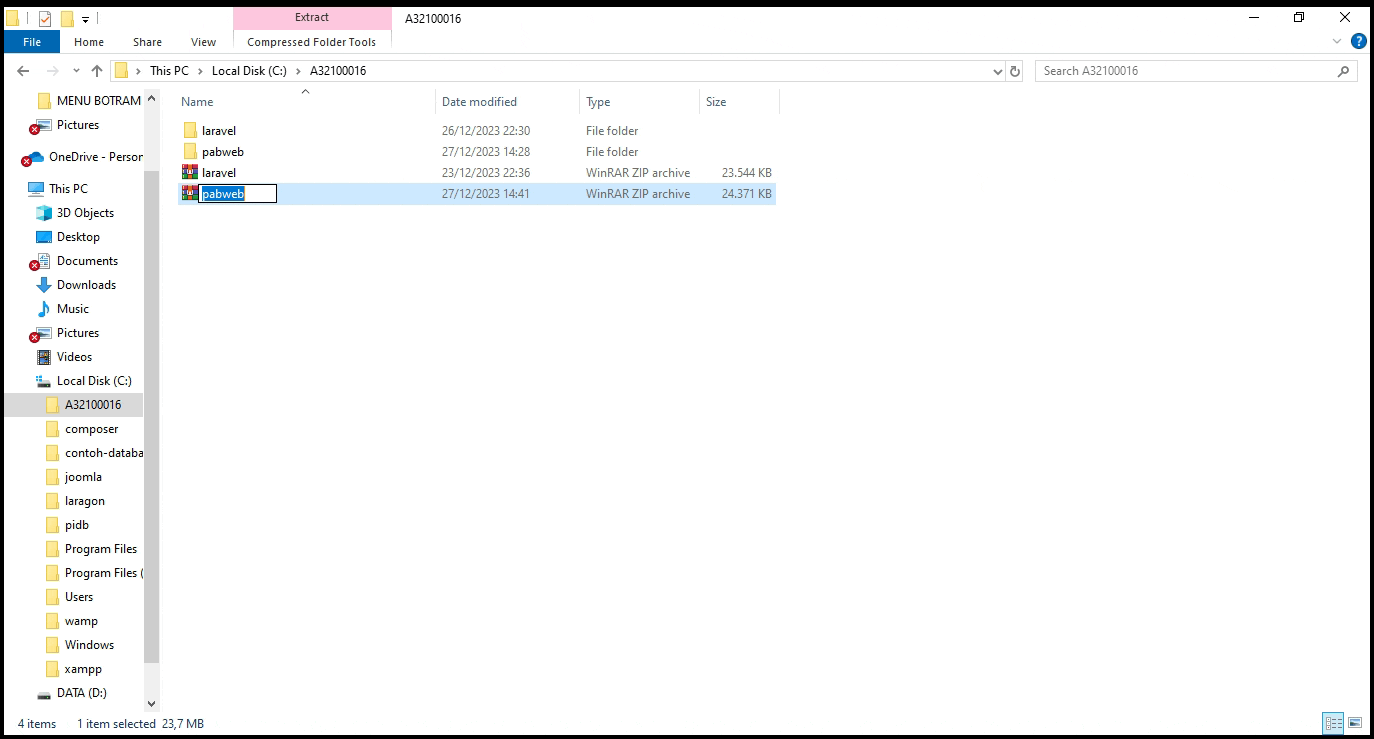 Extract
A32100016
File Home Share View Compressed Folder Tools
?
This PC Local Disk (C:) A32100016
Search A32100016
Name Date modified Type Size
laravel 26/12/2023 22:30 File folder
pabweb 27/12/2023 14:28 File folder
laravel 23/12/2023 22:36 WinRAR ZIP archive 23.544 KB
pabweb 27/12/2023 14:41 WinRAR ZIP archive 24.371 KB
MENU BOTRAM
Pictures
OneDrive - Person
This PC
3D Objects
Desktop
Documents
Downloads
Music
Pictures
Videos
Local Disk (C:)
A32100016
composer
contoh-databa
joomla
laragon
pidb
Program Files
Program Files (
Users
wamp
Windows
xampp
DATA (D:)
4 items 1 item selected 23,7 MB